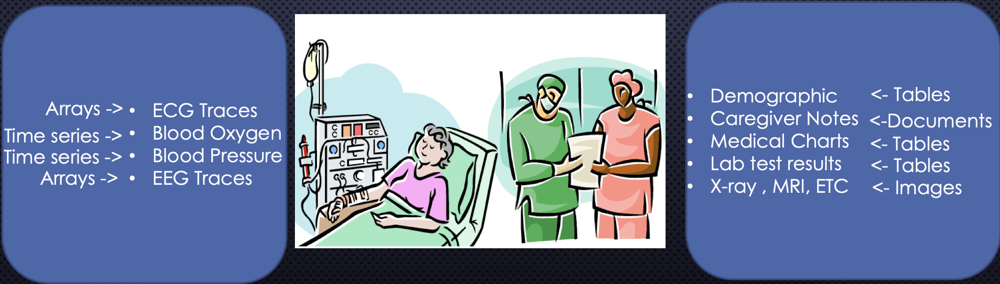 Arrays -> • ECG Traces
Time series -> • Blood Oxygen
Time series -> • Blood Pressure
Arrays -> • EEG Traces
C
C
CC
C
• Demographic <- Tables
• Caregiver Notes <-Documents
• Medical Charts <- Tables
• Lab test results <- Tables
• X-ray , MRI, ETC <- Images